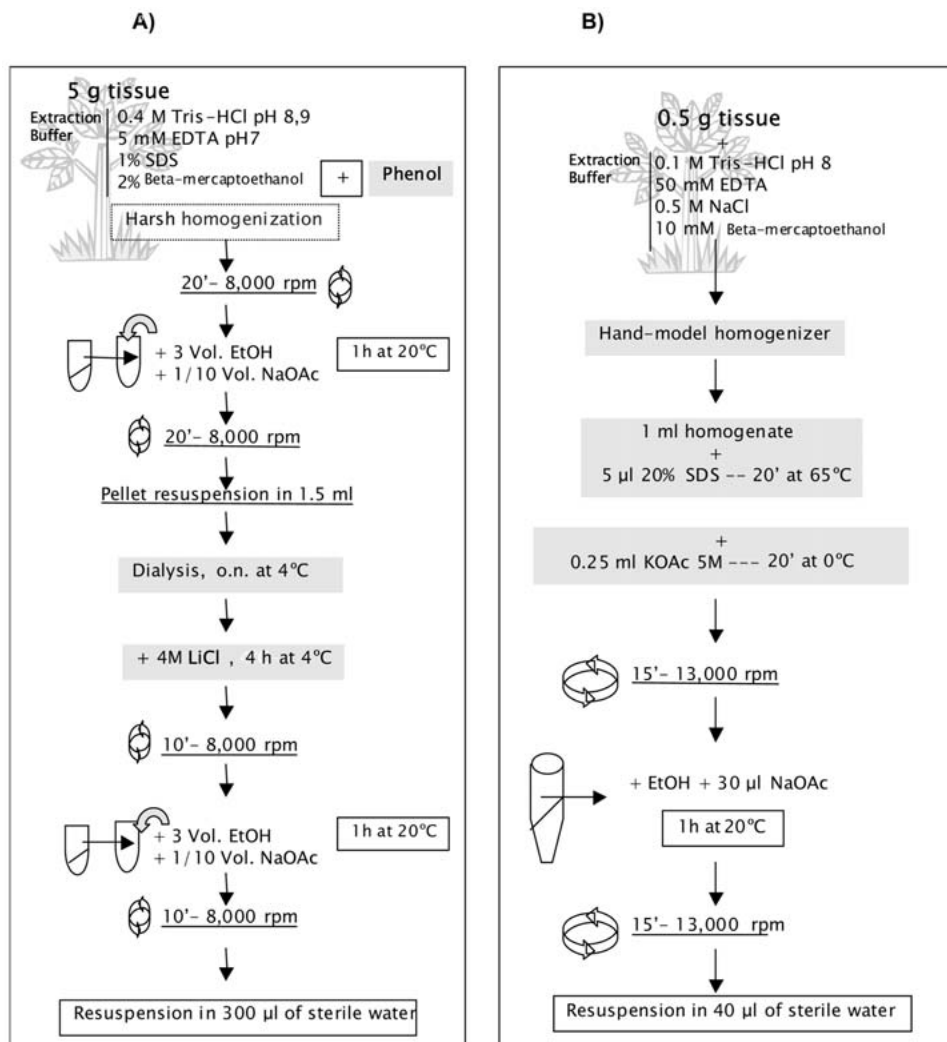 A)
5 g tissue
Extraction Buffer
0.4 M Tris-HCl pH 8,9
5 mM EDTA pH7
1% SDS
2% Beta-mercaptoethanol
+
Phenol
Harsh homogenization
20'- 8,000 rpm
+ 3 Vol. EtOH
+ 1/10 Vol. NaOAc
1h at 20ºC
20'- 8,000 rpm
Pellet resuspension in 1.5 ml
Dialysis, o.n. at 4ºC
+ 4M LiCl , 4 h at 4ºC
10'- 8,000 rpm
+ 3 Vol. EtOH
+ 1/10 Vol. NaOAc
1h at 20ºC
10'- 8,000 rpm
Resuspension in 300 µl of sterile water
B)
0.5 g tissue
+
Extraction Buffer
0.1 M Tris-HCl pH 8
50 mM EDTA
0.5 M NaCl
10 mM Beta-mercaptoethanol
Hand-model homogenizer
1 ml homogenate
+
5 µl 20% SDS -- 20' at 65ºC
+
0.25 ml KOAc 5M --- 20' at 0ºC
15'- 13,000 rpm
+ EtOH + 30 µl NaOAc
1h at 20ºC
15'- 13,000 rpm
Resuspension in 40 µl of sterile water